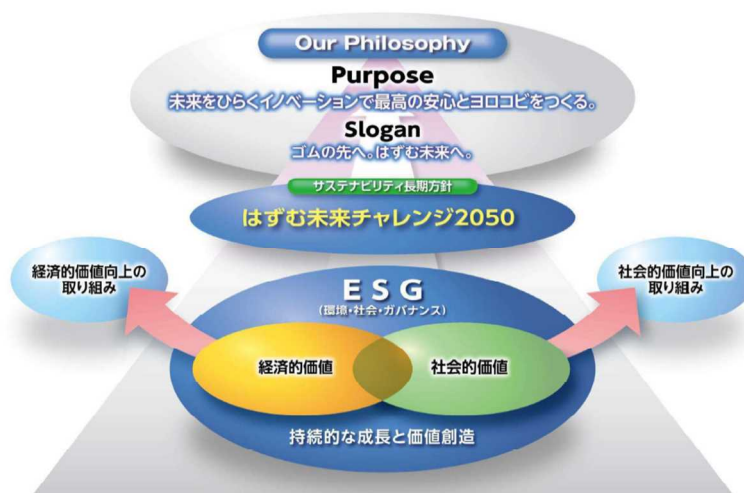 Our Philosophy
Purpose
未来をひらくイノベーションで最高の安心とヨロコビをつくる。
Slogan
ゴムの先へ。はずむ未来へ。
サステナビリティ長期方針
はずむ未来チャレンジ2050
経済的価値向上の
取り組み
社会的価値向上の
取り組み
ESG
(環境・社会・ガバナンス)
経済的価値
社会的価値
持続的な成長と価値創造